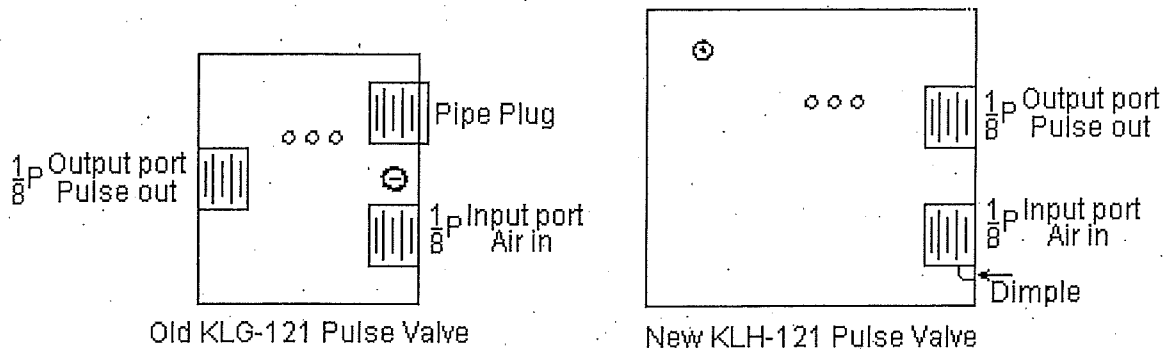 Pipe Plug
1/8P Output port
Pulse out
1/8P Input port
Air in
Old KLG-121 Pulse Valve
1/8P Output port
Pulse out
1/8P Input port
Air in
Dimple
New KLH-121 Pulse Valve